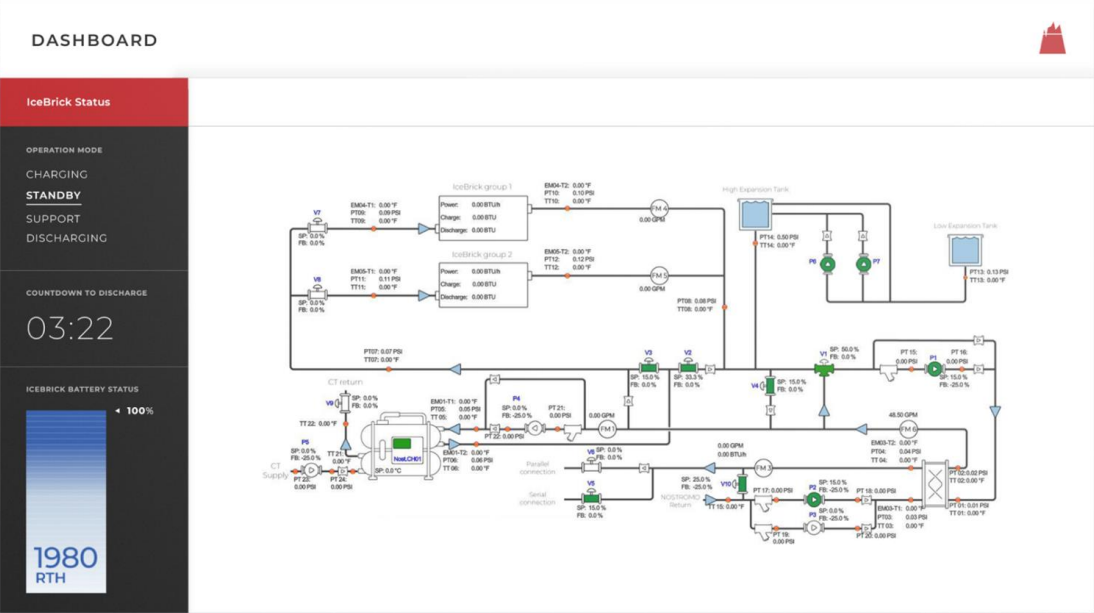 DASHBOARD
IceBrick Status
OPERATION MODE
CHARGING
STANDBY
SUPPORT
DISCHARGING
COUNTDOWN TO DISCHARGE
03:22
ICEBRICK BATTERY STATUS
100%
1980
RTH
IceBrick group 1
Power: 0.00 BTU/h
Charge: 0.00 BTU
Discharge: 0.00 BTU
EM04-T1: 0.00 °F
PT09: 0.09 PSI
TT09: 0.00 °F
V7
SP: 0.0 %
FB: 0.0 %
EM04-T2: 0.00 °F
PT10: 0.10 PSI
TT10: 0.00 °F
FM 4
0.00 GPM
IceBrick group 2
Power: 0.00 BTU/h
Charge: 0.00 BTU
Discharge: 0.00 BTU
EM05-T1: 0.00 °F
PT11: 0.11 PSI
TT11: 0.00 °F
V8
SP: 0.0 %
FB: 0.0 %
EM05-T2: 0.00 °F
PT12: 0.12 PSI
TT12: 0.00 °F
FM 5
0.00 GPM
PT08: 0.08 PSI
TT08: 0.00 °F
High Expansion Tank
PT14: 0.50 PSI
TT14: 0.00 °F
P6
P7
Low Expansion Tank
PT13: 0.13 PSI
TT13: 0.00 °F
PT07: 0.07 PSI
TT07: 0.00 °F
V3
SP: 15.0 %
FB: 0.0 %
V2
SP: 33.3 %
FB: 0.0 %
V4
SP: 15.0 %
FB: 0.0 %
V1
SP: 50.0 %
FB: 0.0 %
PT 15:
0.00 PSI
P1
SP: 15.0 %
FB: -25.0 %
PT 16:
0.00 PSI
CT return
V9
SP: 0.0 %
FB: 0.0 %
TT 22: 0.00 °F
P5
SP: 0.0 %
FB: -25.0 %
CT
Supply
PT 23:
0.00 PSI
TT 21:
0.00 °F
PT 24:
0.00 PSI
Nost.CH01
SP: 0.0 °C
EM01-T1: 0.00 °F
PT05: 0.05 PSI
TT 05: 0.00 °F
EM01-T2: 0.00 °F
PT06: 0.06 PSI
TT06: 0.00 °F
P4
SP: 0.0 %
FB: -25.0 %
PT 22: 0.00 PSI
PT 21:
0.00 PSI
0.00 GPM
FM 1
48.50 GPM
FM 6
EM03-T2: 0.00 °F
PT04: 0.04 PSI
TT 04: 0.00 °F
Parallel
connection
V6
SP: 0.0 %
FB: 0.0 %
Serial
connection
V5
SP: 15.0 %
FB: 0.0 %
0.00 GPM
0.00 BTU/h
FM 3
SP: 25.0 %
FB: -25.0 %
V10
NOSTROMO
Return
TT 15: 0.00 °F
PT 17: 0.00 PSI
P2
SP: 15.0 %
FB: -25.0 %
PT 18: 0.00 PSI
P3
SP: 0.0 %
FB: -25.0 %
PT 19:
0.00 PSI
PT 20: 0.00 PSI
EM03-T1: 0.00 °F
PT03: 0.03 PSI
TT 03: 0.00 °F
PT 02: 0.02 PSI
TT 02: 0.00 °F
PT 01: 0.01 PSI
TT 01: 0.00 °F